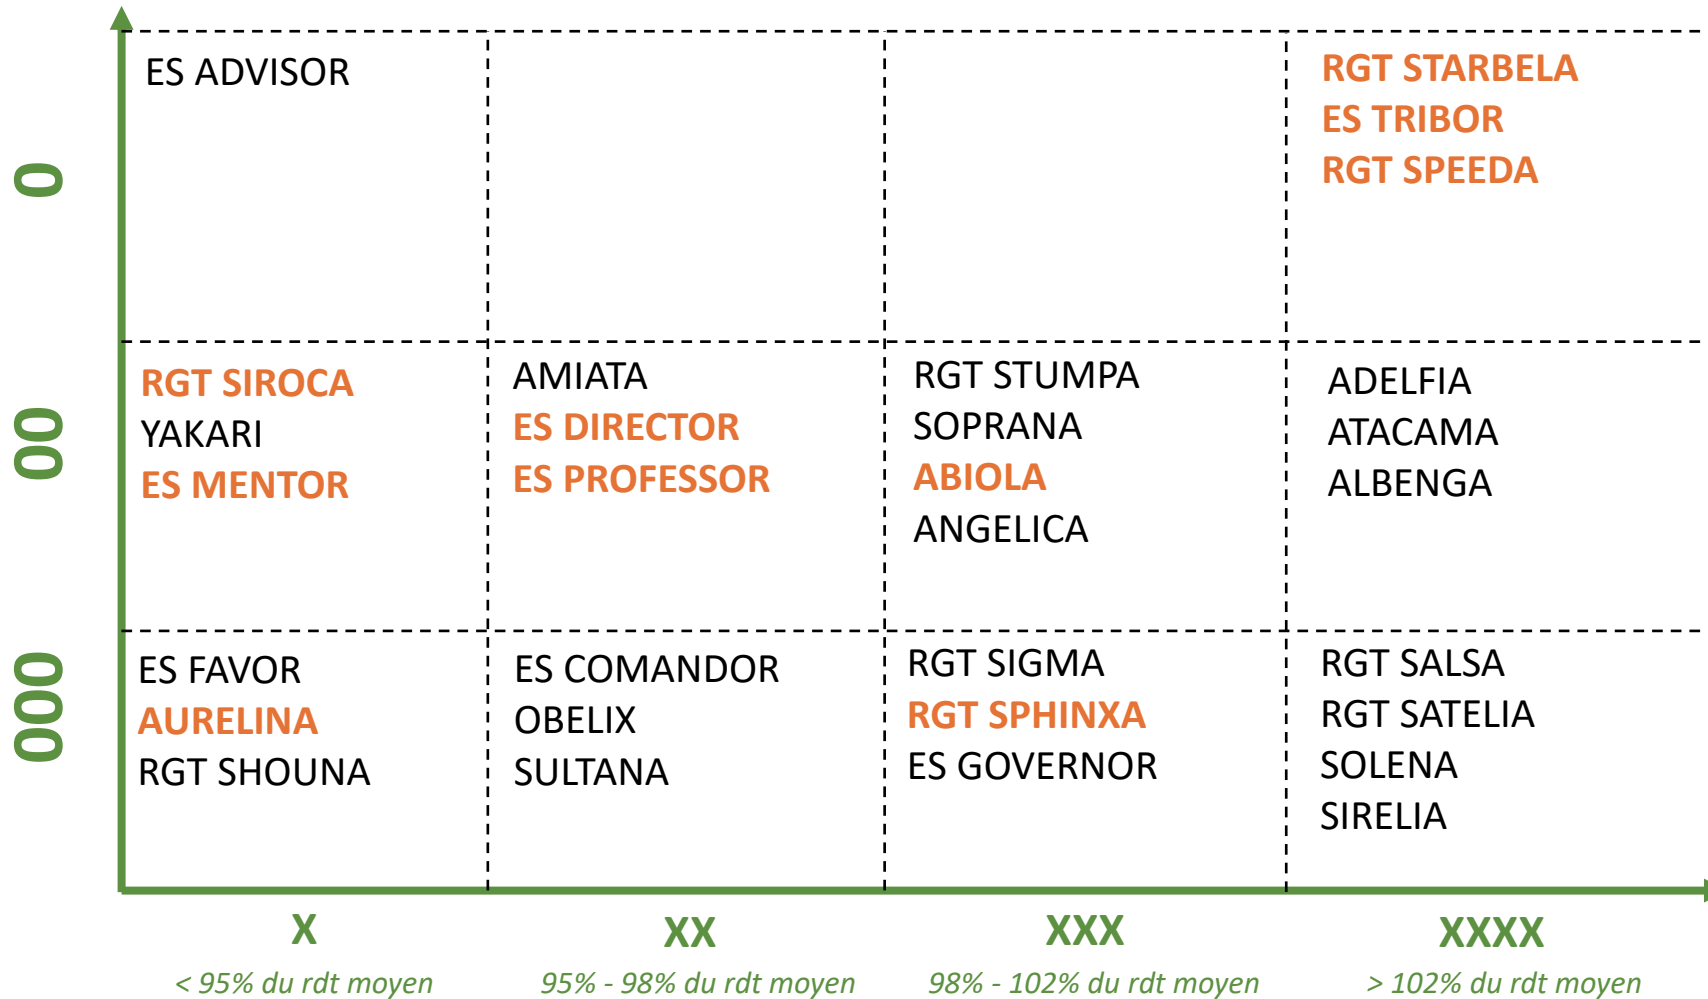 0
ES ADVISOR
RGT STARBELA
ES TRIBOR
RGT SPEEDA
00
RGT SIROCA
YAKARI
ES MENTOR
AMIATA
ES DIRECTOR
ES PROFESSOR
RGT STUMPA
SOPRANA
ABIOLA
ANGELICA
ADELFIA
ATACAMA
ALBENGA
000
ES FAVOR
AURELINA
RGT SHOUNA
ES COMANDOR
OBELIX
SULTANA
RGT SIGMA
RGT SPHINXA
ES GOVERNOR
RGT SALSA
RGT SATELIA
SOLENA
SIRELIA
X
XX
XXX
XXXX
< 95% du rdt moyen
95% - 98% du rdt moyen
98% - 102% du rdt moyen
> 102% du rdt moyen